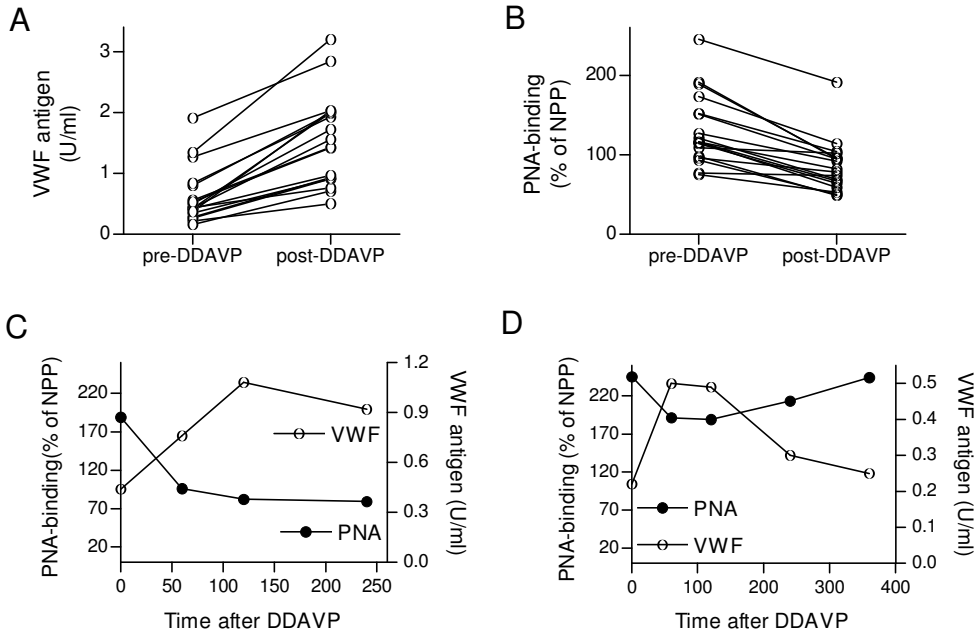 A
VWF antigen
(U/ml)
3
2
1
0
pre-DDAVP post-DDAVP
B
PNA-binding
(% of NPP)
200
100
0
pre-DDAVP post-DDAVP
C
PNA-binding(% of NPP)
220
170
120
70
20
VWF
PNA
1.2
0.9
0.6
0.3
0.0
VWF antigen (U/ml)
0 50 100 150 200 250
Time after DDAVP
D
PNA-binding (% of NPP)
220
170
120
70
20
PNA
VWF
0.5
0.4
0.3
0.2
0.1
0.0
VWF antigen (U/ml)
0 100 200 300 400
Time after DDAVP